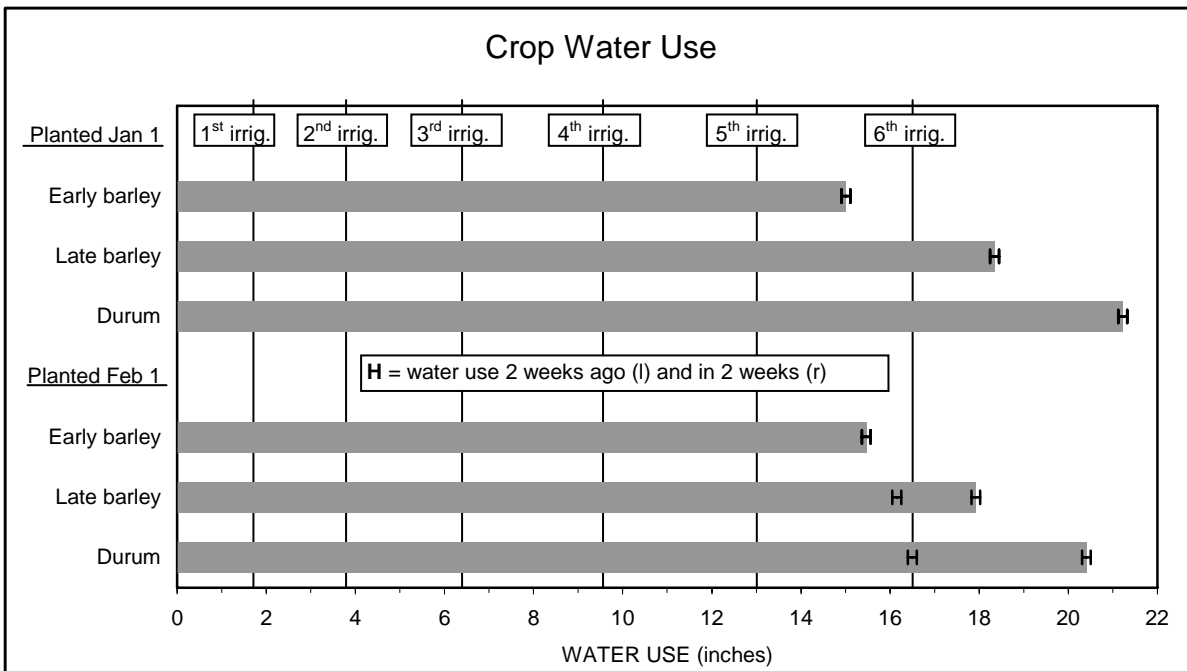 Crop Water Use
Planted Jan 1
1st irrig. 2nd irrig. 3rd irrig. 4th irrig. 5th irrig. 6th irrig.
Early barley
Late barley
Durum
Planted Feb 1
H = water use 2 weeks ago (l) and in 2 weeks (r)
Early barley
Late barley
Durum
0 2 4 6 8 10 12 14 16 18 20 22
WATER USE (inches)